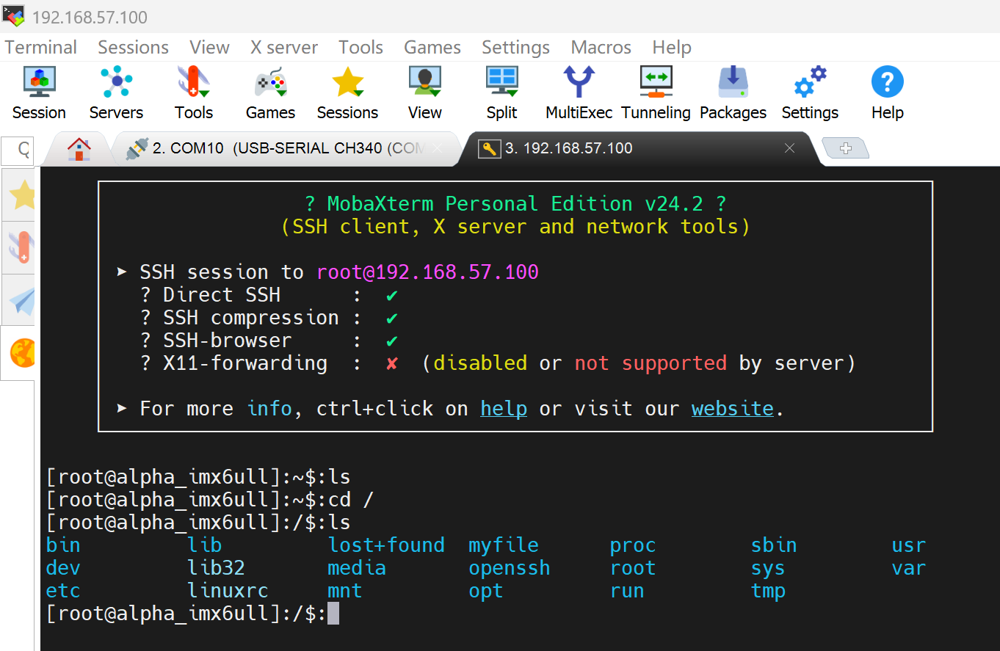 192.168.57.100
Terminal Sessions View X server Tools Games Settings Macros Help
Session Servers Tools Games Sessions View Split MultiExec Tunneling Packages Settings Help
Q 2. COM10 (USB-SERIAL CH340 (COM 3. 192.168.57.100
? MobaXterm Personal Edition v24.2 ?
(SSH client, X server and network tools)
➤ SSH session to root@192.168.57.100
? Direct SSH : ✔
? SSH compression : ✔
? SSH-browser : ✔
? X11-forwarding : ✘ (disabled or not supported by server)
➤ For more info, ctrl+click on help or visit our website.
[root@alpha_imx6ull]:~$:ls
[root@alpha_imx6ull]:~$:cd /
[root@alpha_imx6ull]:/$:ls
bin lib lost+found myfile proc sbin usr
dev lib32 media openssh root sys var
etc linuxrc mnt opt run tmp
[root@alpha_imx6ull]:/$: